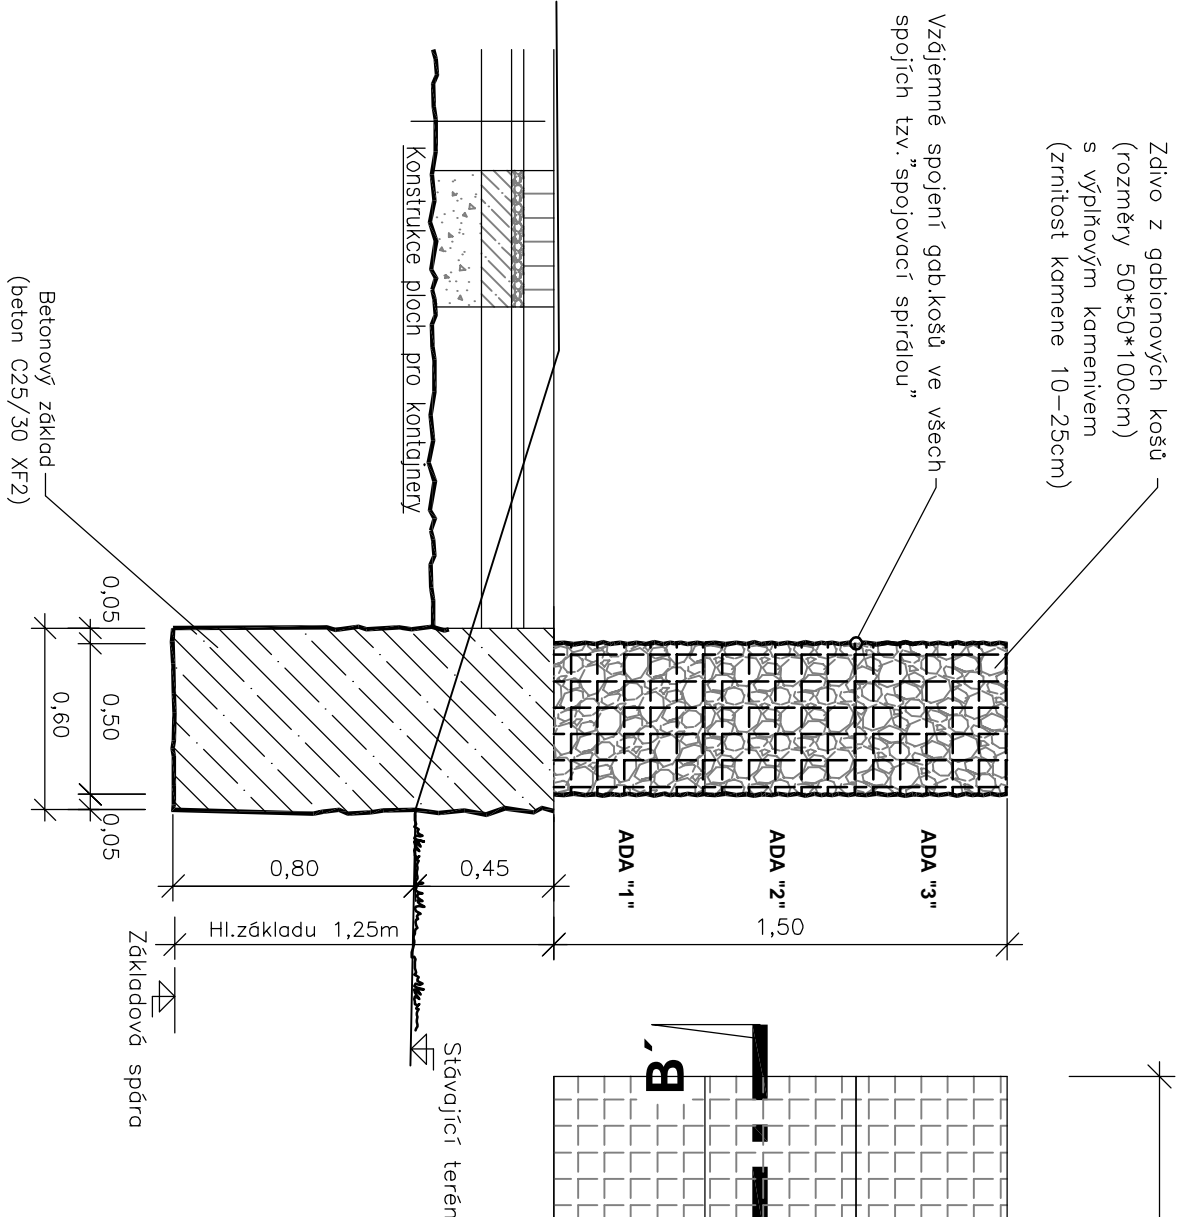 Zdivo z gabionových košů
(rozměry 50*50*100cm)
s výplňovým kamenivem
(zrnitost kamene 10-25cm)
Vzájemné spojení gab.košů ve všech
spojích tzv."spojovací spirálou"
Konstrukce ploch pro kontajnery
Betonový základ
(beton C25/30 XF2)
0,05
0,50
0,05
0,60
ADA "3"
ADA "2"
ADA "1"
1,50
0,45
0,80
Hl.základu 1,25m
Stávající terén
Základová spára
B´